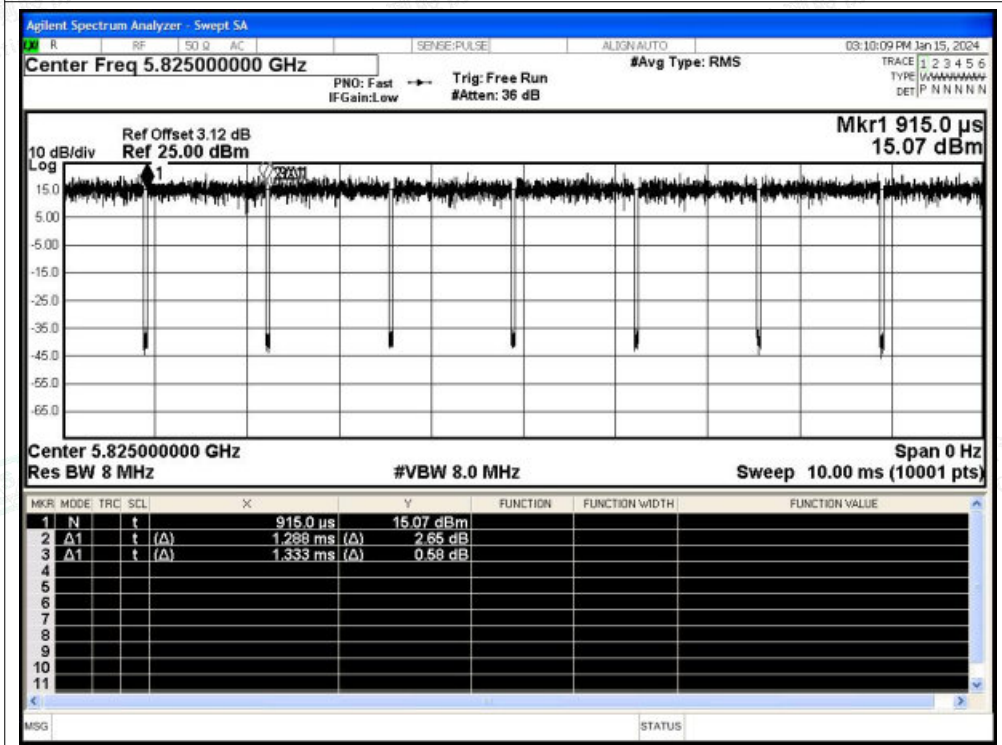 Agilent Spectrum Analyzer - Swept SA
LXI R RF 50 Ω AC SENSE:PULSE ALIGN AUTO 03:10:09 PM Jan 15, 2024
Center Freq 5.825000000 GHz #Avg Type: RMS TRACE 1 2 3 4 5 6
PNO: Fast Trig: Free Run TYPE
IFGain:Low #Atten: 36 dB DET P N N N N N
Mkr1 915.0 µs
Ref Offset 3.12 dB
10 dB/div Ref 25.00 dBm 15.07 dBm
Log
1
15.0
5.00
-5.00
-15.0
-25.0
-35.0
-45.0
-55.0
-65.0
Center 5.825000000 GHz Span 0 Hz
Res BW 8 MHz #VBW 8.0 MHz Sweep 10.00 ms (10001 pts)
MKR MODE TRC SCL X Y FUNCTION FUNCTION WIDTH FUNCTION VALUE
1 N t 915.0 µs 15.07 dBm
2 Δ1 t (Δ) 1.288 ms (Δ) 2.65 dB
3 Δ1 t (Δ) 1.333 ms (Δ) 0.58 dB
4
5
6
7
8
9
10
11
MSG STATUS